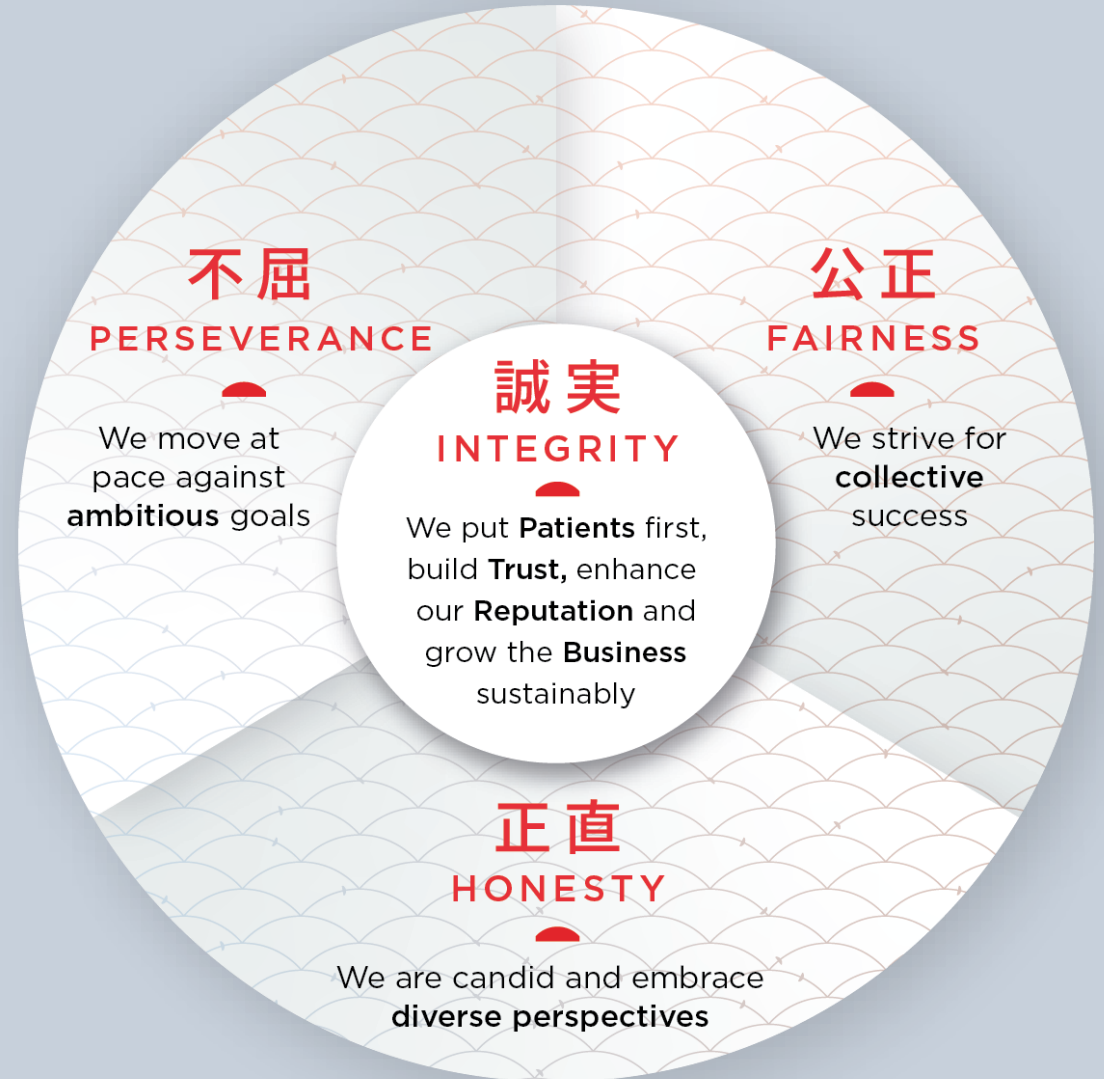 不屈
PERSEVERANCE
We move at
pace against
ambitious goals
公正
FAIRNESS
We strive for
collective
success
誠実
INTEGRITY
We put Patients first,
build Trust, enhance
our Reputation and
grow the Business
sustainably
正直
HONESTY
We are candid and embrace
diverse perspectives